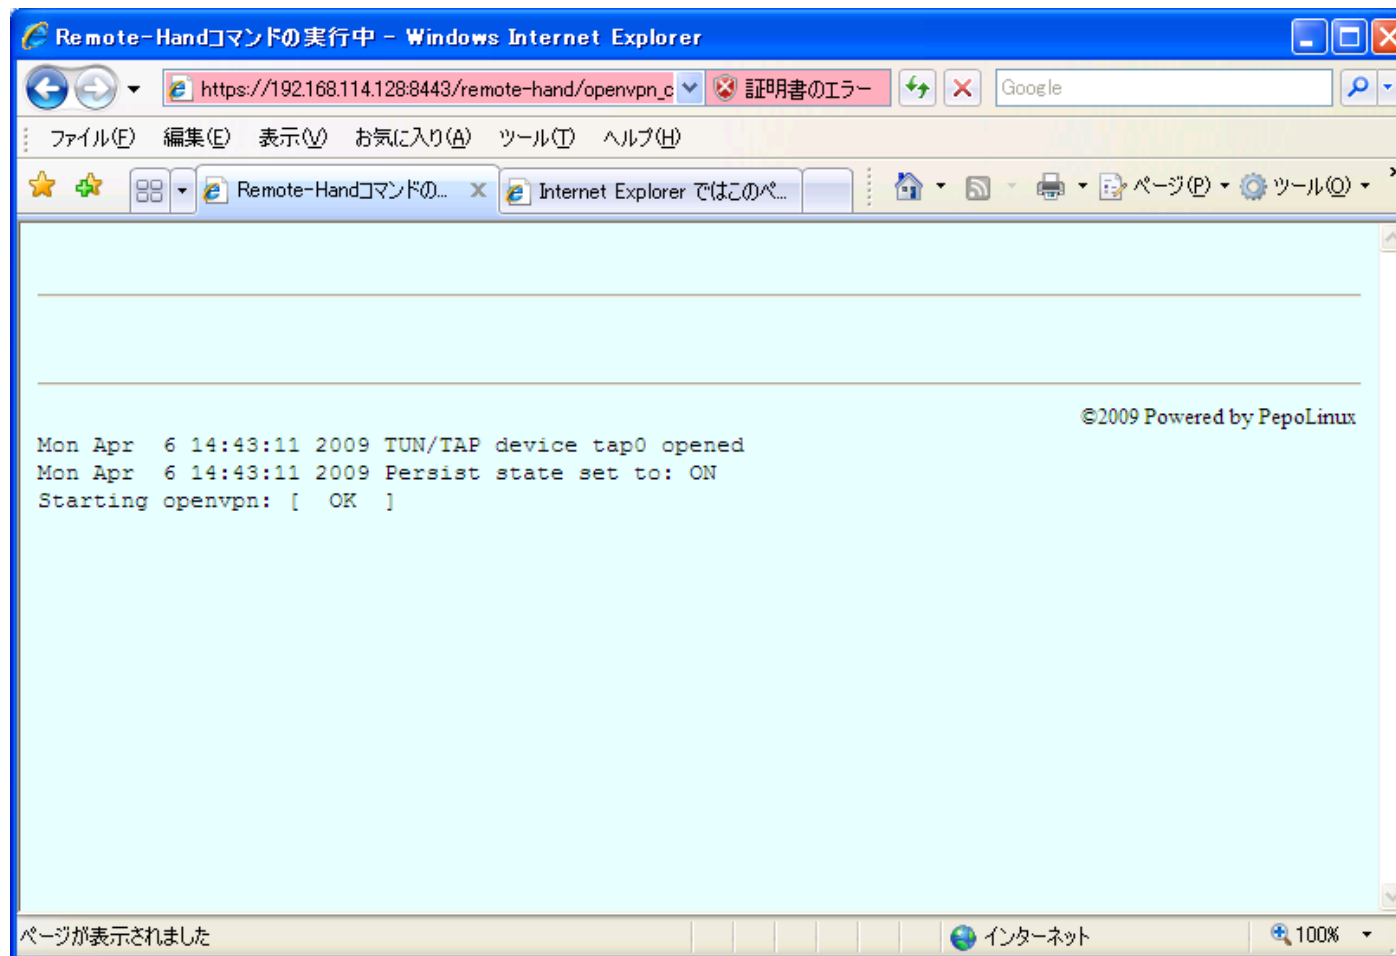 Remote-Handコマンドの実行中 - Windows Internet Explorer
https://192.168.114.128:8443/remote-hand/openvpn_c
証明書のエラー
Google
ファイル(F) 編集(E) 表示(V) お気に入り(A) ツール(T) ヘルプ(H)
Remote-Handコマンドの...
Internet Explorer ではこのペ...
ページ(P)
ツール(O)
©2009 Powered by PepoLinux
Mon Apr  6 14:43:11 2009 TUN/TAP device tap0 opened
Mon Apr  6 14:43:11 2009 Persist state set to: ON
Starting openvpn: [  OK  ]
ページが表示されました
インターネット
100%